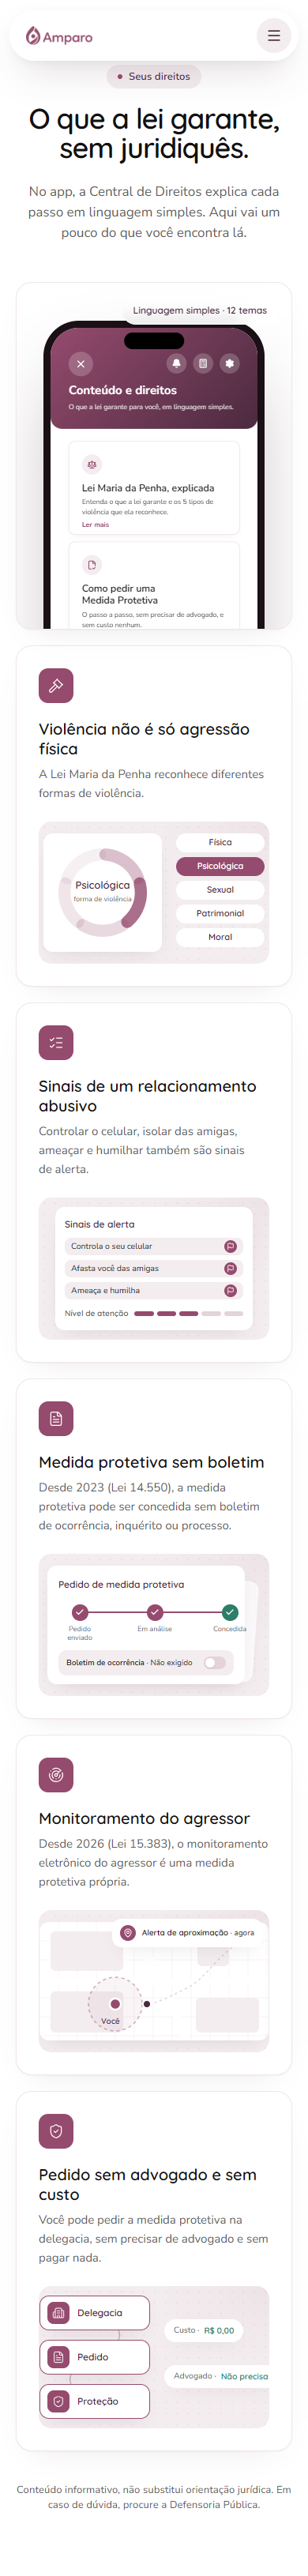 Amparo
Seus direitos
O que a lei garante,
sem juridiquês.
No app, a Central de Direitos explica cada
passo em linguagem simples. Aqui vai um
pouco do que você encontra lá.
Linguagem simples · 12 temas
Conteúdo e direitos
O que a lei garante para você, em linguagem simples.
Lei Maria da Penha, explicada
Entenda o que a lei garante e os 5 tipos de
violência que ela reconhece.
Ler mais
Como pedir uma
Medida Protetiva
O passo a passo, sem precisar de advogado, e
sem custo nenhum.
Violência não é só agressão
física
A Lei Maria da Penha reconhece diferentes
formas de violência.
Psicológica
forma de violência
Física
Psicológica
Sexual
Patrimonial
Moral
Sinais de um relacionamento
abusivo
Controlar o celular, isolar das amigas,
ameaçar e humilhar também são sinais
de alerta.
Sinais de alerta
Controla o seu celular
Afasta você das amigas
Ameaça e humilha
Nível de atenção
Medida protetiva sem boletim
Desde 2023 (Lei 14.550), a medida
protetiva pode ser concedida sem boletim
de ocorrência, inquérito ou processo.
Pedido de medida protetiva
Pedido
enviado
Em análise
Concedida
Boletim de ocorrência · Não exigido
Monitoramento do agressor
Desde 2026 (Lei 15.383), o monitoramento
eletrônico do agressor é uma medida
protetiva própria.
Alerta de aproximação · agora
Você
Pedido sem advogado e sem
custo
Você pode pedir a medida protetiva na
delegacia, sem precisar de advogado e sem
pagar nada.
Delegacia
Pedido
Proteção
Custo · R$ 0,00
Advogado · Não precisa
Conteúdo informativo, não substitui orientação jurídica. Em
caso de dúvida, procure a Defensoria Pública.